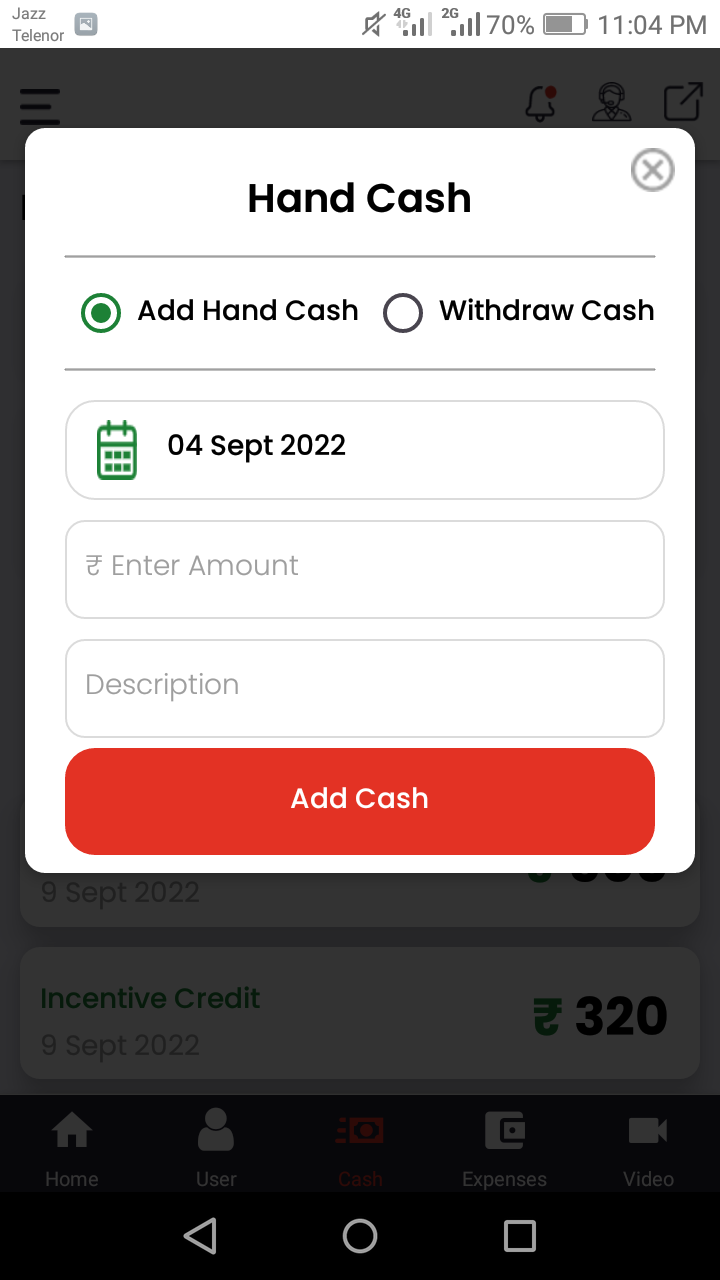 Jazz
Telenor
4G 2G 70% 11:04 PM
Hand Cash
Add Hand Cash Withdraw Cash
04 Sept 2022
₹ Enter Amount
Description
Add Cash
9 Sept 2022
Incentive Credit
₹ 320
9 Sept 2022
Home User Cash Expenses Video